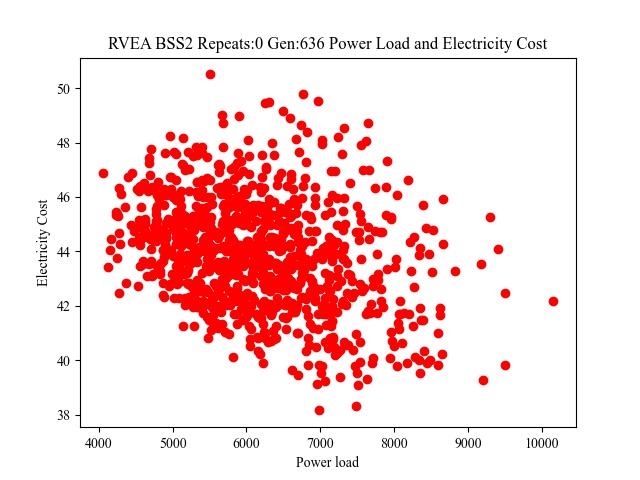 RVEA BSS2 Repeats:0 Gen:636 Power Load and Electricity Cost
50
48
46
44
42
40
38
Electricity Cost
4000 5000 6000 7000 8000 9000 10000
Power load